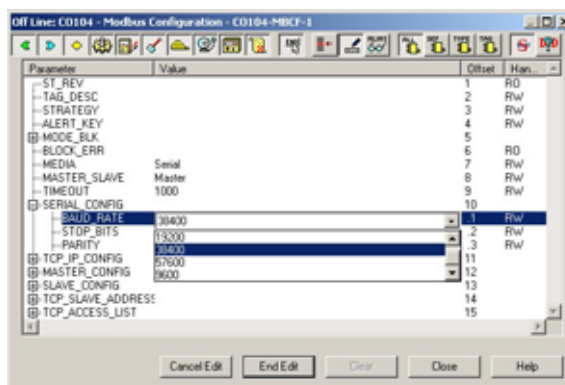 Off Line: CO104 - Modbus Configuration - CO104-MBCF-1
Parameter Value Offset Han...
ST_REV 1 RO
TAG_DESC 2 RW
STRATEGY 3 RW
ALERT_KEY 4 RW
MODE_BLK 5
BLOCK_ERR 6 RO
MEDIA Serial 7 RW
MASTER_SLAVE Master 8 RW
TIMEOUT 1000 9 RW
SERIAL_CONFIG 10
BAUD_RATE 38400 .1 RW
STOP_BITS 19200 .2 RW
PARITY 38400 .3 RW
TCP_IP_CONFIG 57600 11
MASTER_CONFIG 9600 12
SLAVE_CONFIG 13
TCP_SLAVE_ADDRESS 14
TCP_ACCESS_LIST 15
Cancel Edit End Edit Clear Close Help